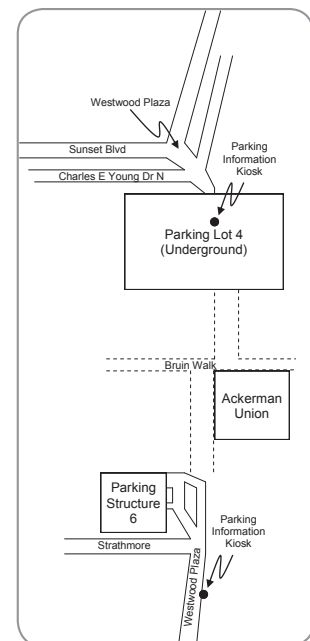 Westwood Plaza
Sunset Blvd
Parking
Information
Kiosk
Charles E Young Dr N
Parking Lot 4
(Underground)
Bruin Walk
Ackerman
Union
Parking
Structure
6
Strathmore
Parking
Information
Kiosk
Westwood Plaza